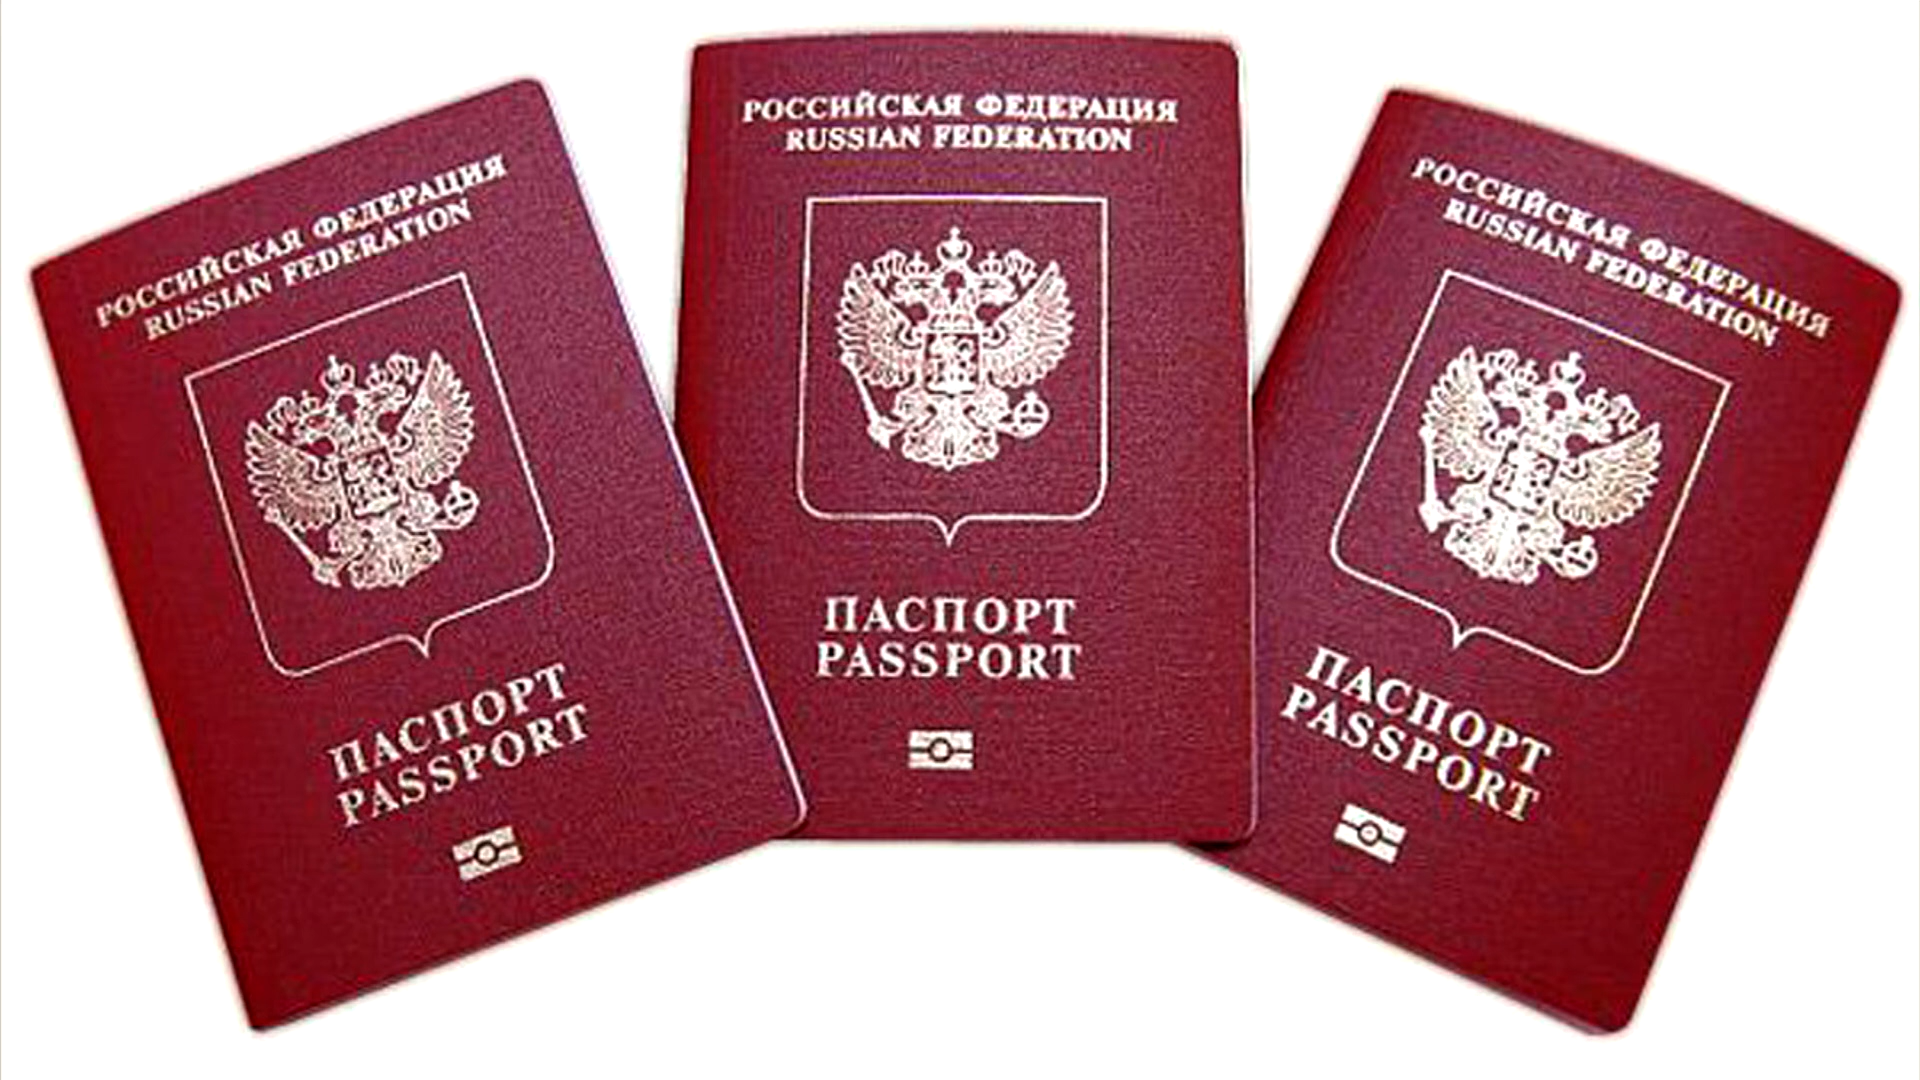 РОССИЙСКАЯ ФЕДЕРАЦИЯ
RUSSIAN FEDERATION
ПАСПОРТ
PASSPORT
РОССИЙСКАЯ ФЕДЕРАЦИЯ
RUSSIAN FEDERATION
ПАСПОРТ
PASSPORT
РОССИЙСКАЯ ФЕДЕРАЦИЯ
RUSSIAN FEDERATION
ПАСПОРТ
PASSPORT